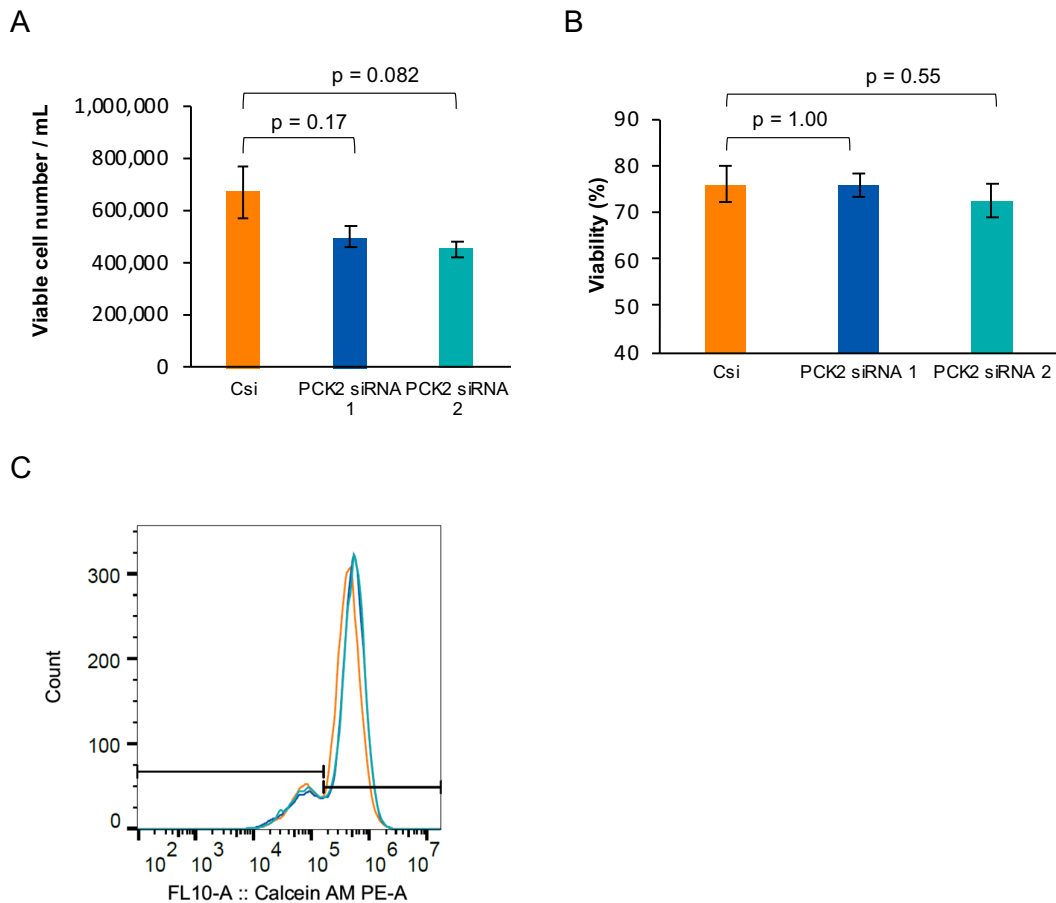 A
p = 0.082
p = 0.17
Viable cell number / mL
1,000,000
800,000
600,000
400,000
200,000
0
Csi
PCK2 siRNA
1
PCK2 siRNA
2
B
p = 0.55
p = 1.00
Viability (%)
90
80
70
60
50
40
Csi
PCK2 siRNA 1
PCK2 siRNA 2
C
Count
300
200
100
0
10^2
10^3
10^4
10^5
10^6
10^7
FL10-A :: Calcein AM PE-A